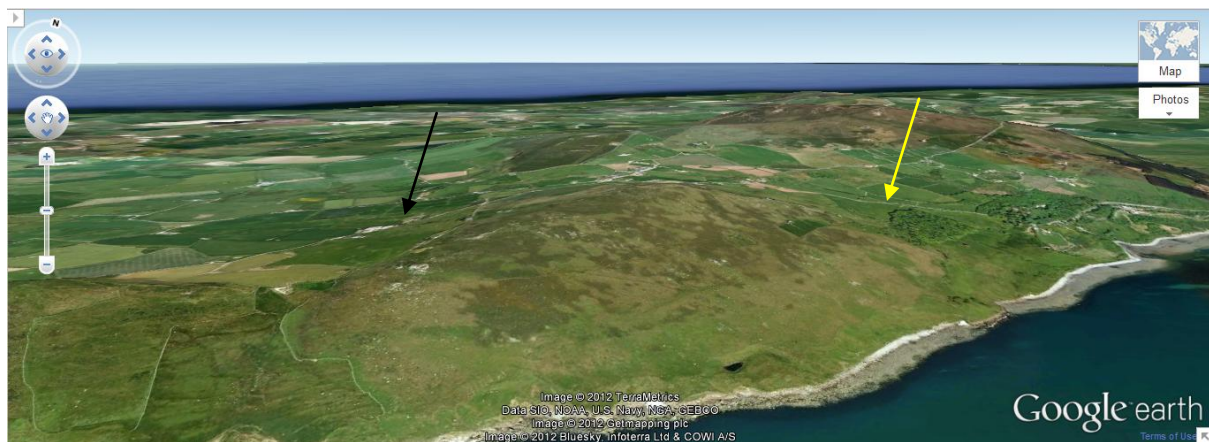 N
Map
Photos
Image © 2012 TerraMetrics
Data SIO, NOAA, U.S. Navy, NGA, GEBCO
Image © 2012 Getmapping plc
Image © 2012 Bluesky, Infoterra Ltd & COWI A/S
Google earth
Terms of Use